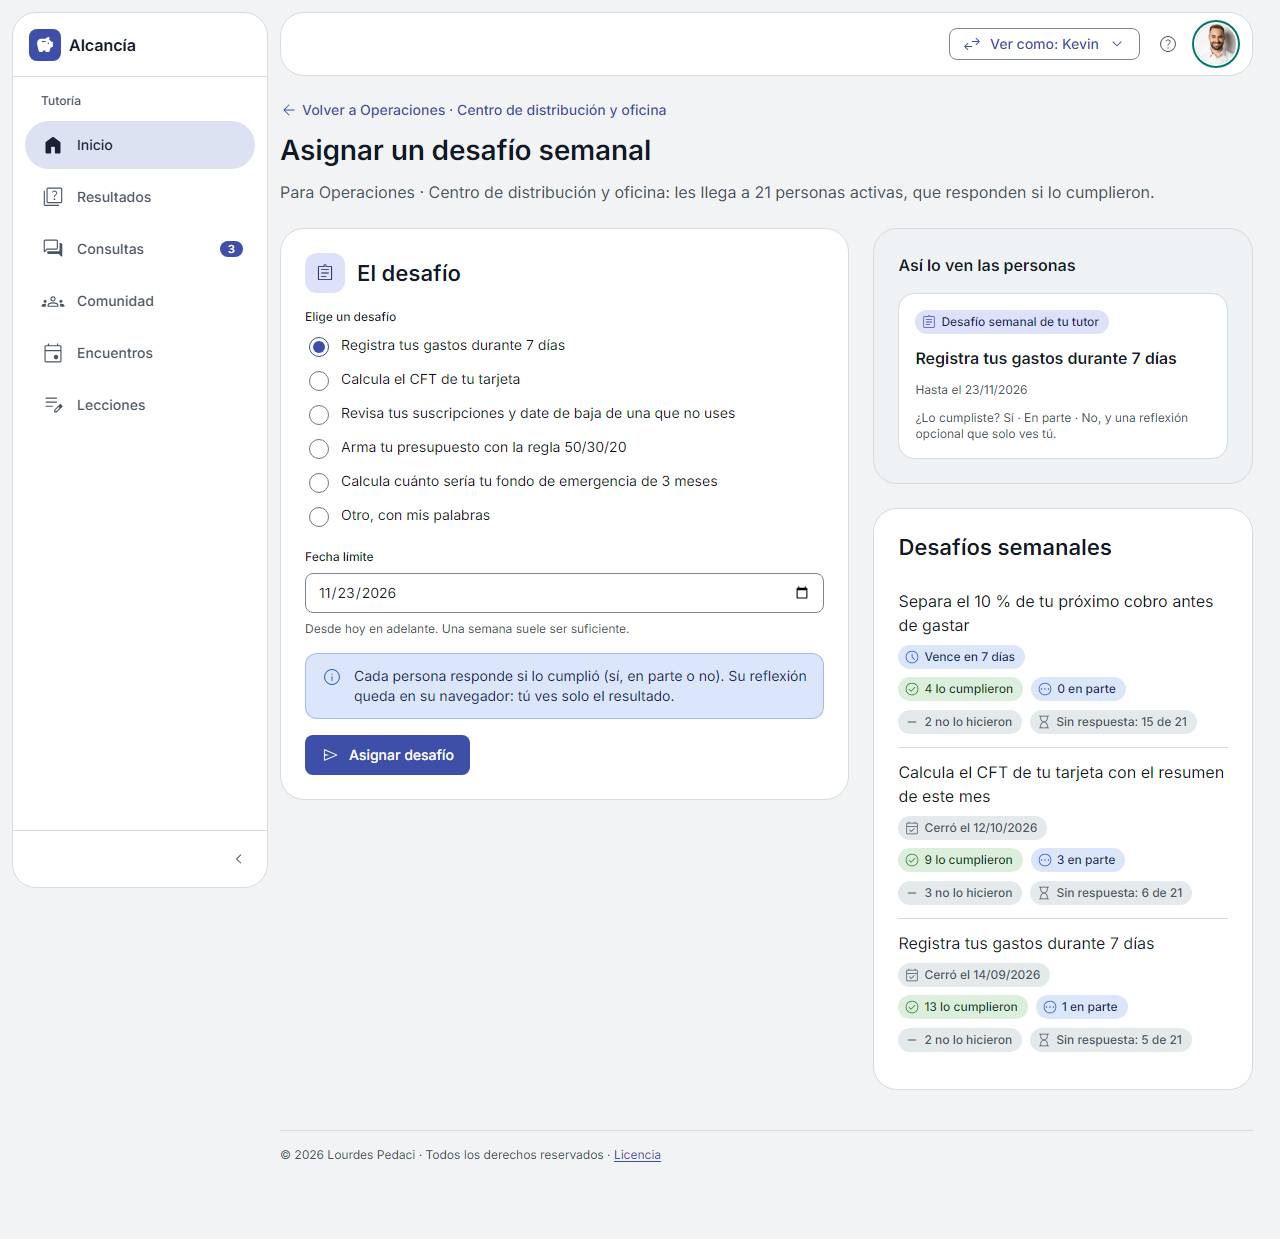 Alcancía
Ver como: Kevin
Tutoría
Inicio
Resultados
Consultas
3
Comunidad
Encuentros
Lecciones
Volver a Operaciones · Centro de distribución y oficina
Asignar un desafío semanal
Para Operaciones · Centro de distribución y oficina: les llega a 21 personas activas, que responden si lo cumplieron.
El desafío
Elige un desafío
Registra tus gastos durante 7 días
Calcula el CFT de tu tarjeta
Revisa tus suscripciones y date de baja de una que no uses
Arma tu presupuesto con la regla 50/30/20
Calcula cuánto sería tu fondo de emergencia de 3 meses
Otro, con mis palabras
Fecha límite
11/23/2026
Desde hoy en adelante. Una semana suele ser suficiente.
Cada persona responde si lo cumplió (sí, en parte o no). Su reflexión
queda en su navegador: tú ves solo el resultado.
Asignar desafío
Así lo ven las personas
Desafío semanal de tu tutor
Registra tus gastos durante 7 días
Hasta el 23/11/2026
¿Lo cumpliste? Sí · En parte · No, y una reflexión
opcional que solo ves tú.
Desafíos semanales
Separa el 10 % de tu próximo cobro antes
de gastar
Vence en 7 días
4 lo cumplieron
0 en parte
2 no lo hicieron
Sin respuesta: 15 de 21
Calcula el CFT de tu tarjeta con el resumen
de este mes
Cerró el 12/10/2026
9 lo cumplieron
3 en parte
3 no lo hicieron
Sin respuesta: 6 de 21
Registra tus gastos durante 7 días
Cerró el 14/09/2026
13 lo cumplieron
1 en parte
2 no lo hicieron
Sin respuesta: 5 de 21
© 2026 Lourdes Pedaci · Todos los derechos reservados · Licencia